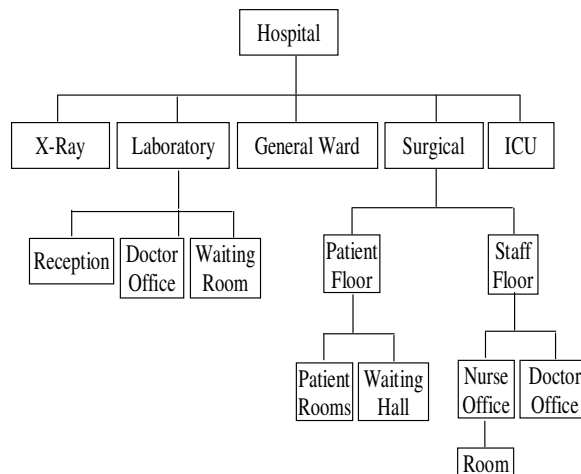 Hospital
X-Ray
Laboratory
General Ward
Surgical
ICU
Reception
Doctor
Office
Waiting
Room
Patient
Floor
Staff
Floor
Patient
Rooms
Waiting
Hall
Nurse
Office
Doctor
Office
Room